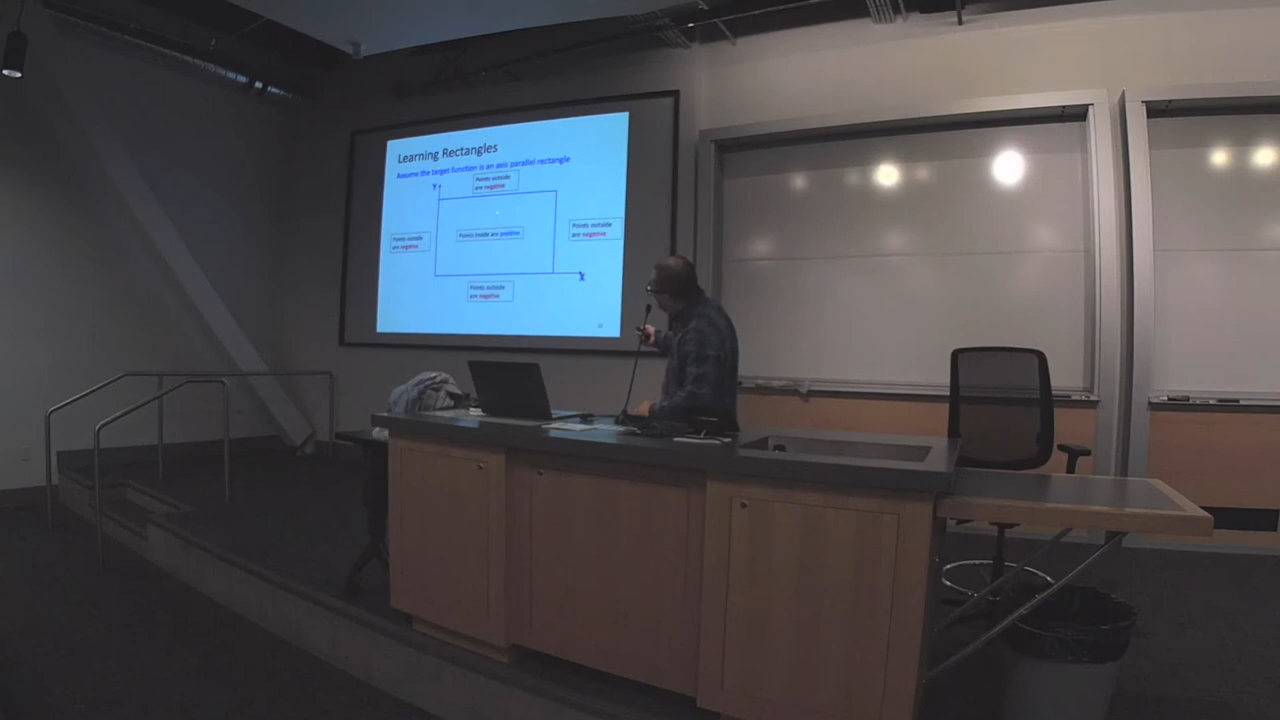 Learning Rectangles
Assume the target function is an axis parallel rectangle
Y
Points outside
are negative
Points outside
are negative
Points inside are positive
Points outside
are negative
X
Points outside
are negative